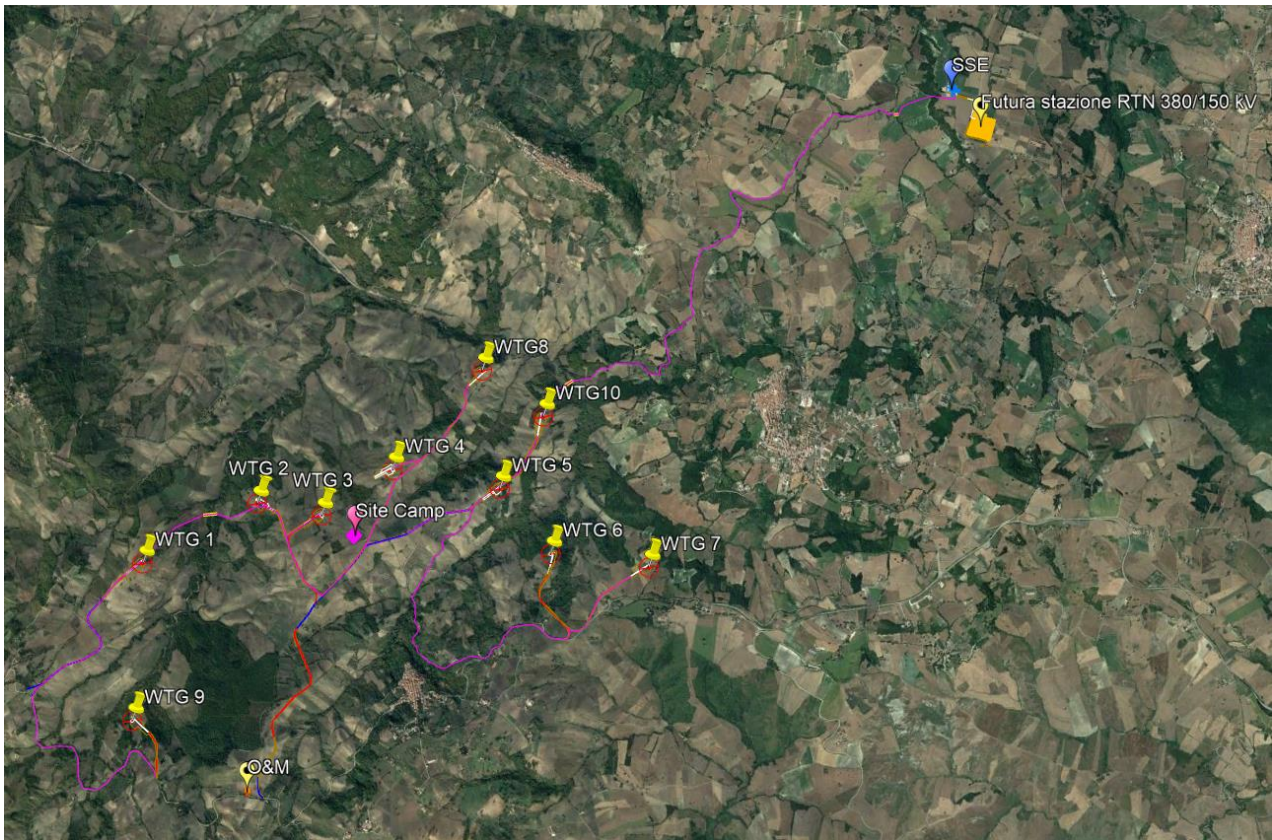 SSE
Futura stazione RTN 380/150 kV
WTG8
WTG10
WTG 4
WTG 5
WTG 2
WTG 3
Site Camp
WTG 1
WTG 6
WTG 7
WTG 9
O&M